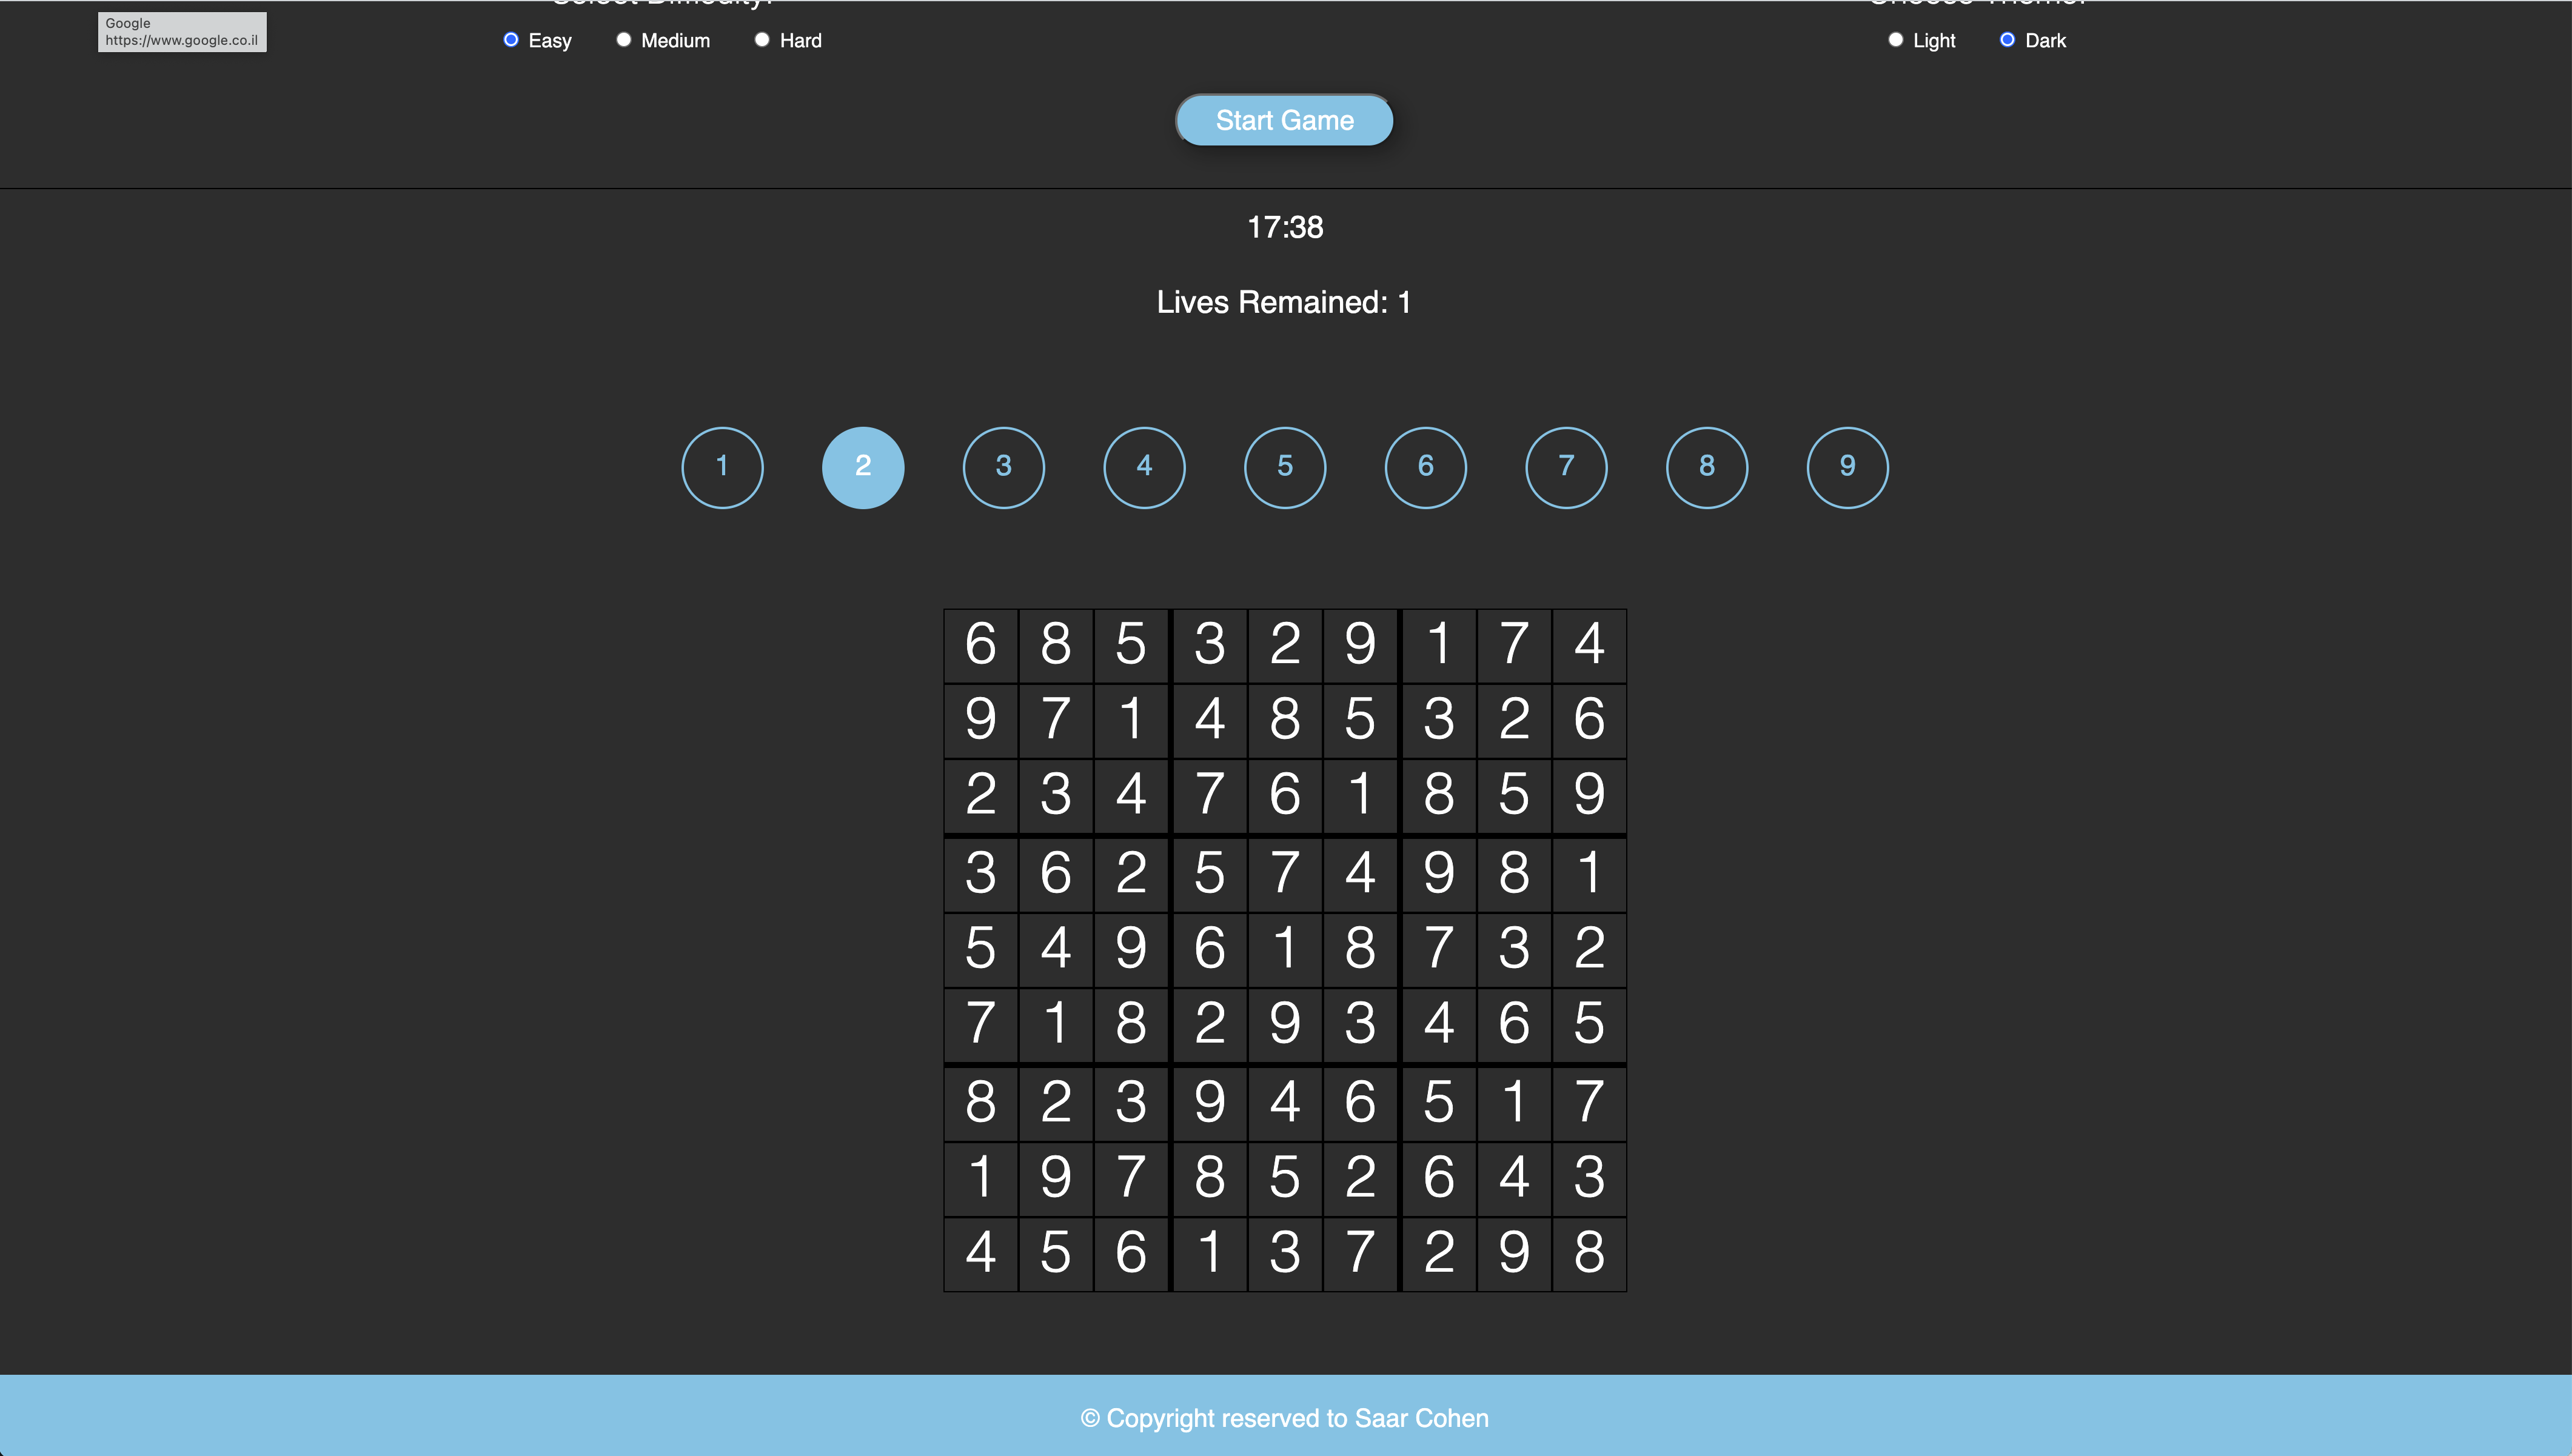 Google
https://www.google.co.il
Easy Medium Hard
Light Dark
Start Game
17:38
Lives Remained: 1
1 2 3 4 5 6 7 8 9
6 8 5 3 2 9 1 7 4
9 7 1 4 8 5 3 2 6
2 3 4 7 6 1 8 5 9
3 6 2 5 7 4 9 8 1
5 4 9 6 1 8 7 3 2
7 1 8 2 9 3 4 6 5
8 2 3 9 4 6 5 1 7
1 9 7 8 5 2 6 4 3
4 5 6 1 3 7 2 9 8
© Copyright reserved to Saar Cohen